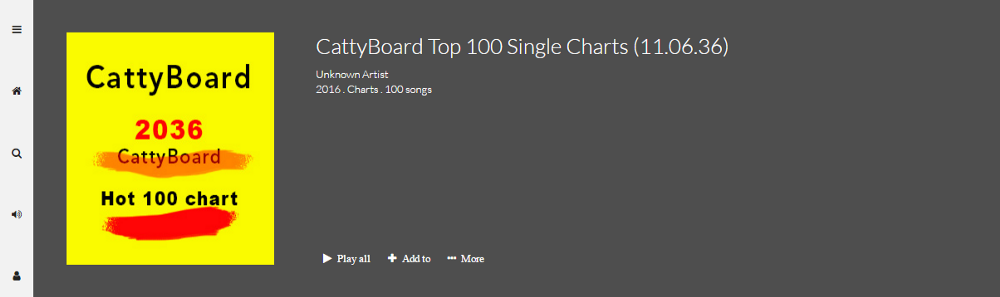 CattyBoard
2036
CattyBoard
Hot 100 chart
CattyBoard Top 100 Single Charts (11.06.36)
Unknown Artist
2016 . Charts . 100 songs
Play all
Add to
More